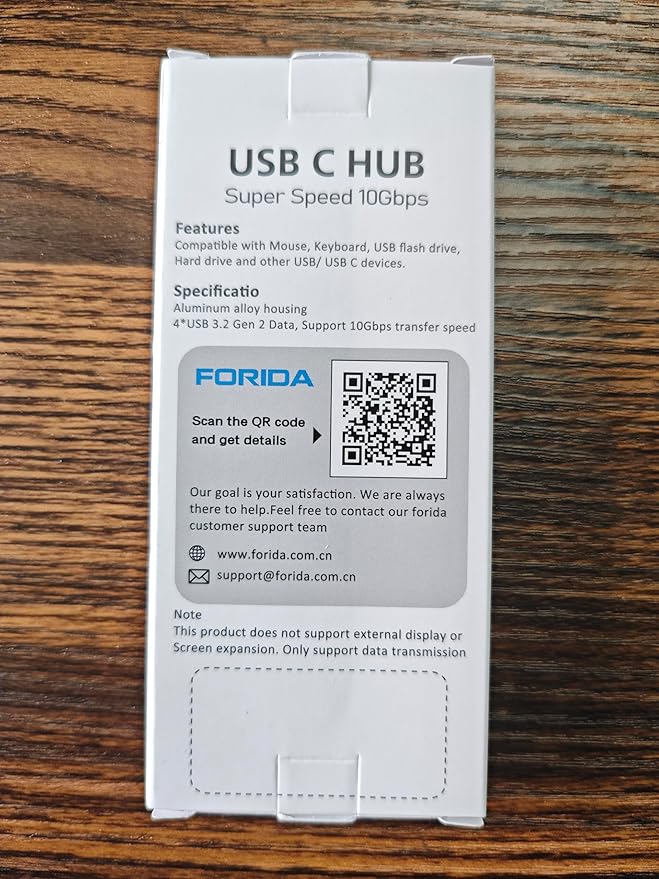 USB C HUB
Super Speed 10Gbps
Features
Compatible with Mouse, Keyboard, USB flash drive,
Hard drive and other USB/ USB C devices.
Specificatio
Aluminum alloy housing
4*USB 3.2 Gen 2 Data, Support 10Gbps transfer speed
FORIDA
Scan the QR code
and get details
Our goal is your satisfaction. We are always
there to help.Feel free to contact our forida
customer support team
www.forida.com.cn
support@forida.com.cn
Note
This product does not support external display or
Screen expansion. Only support data transmission